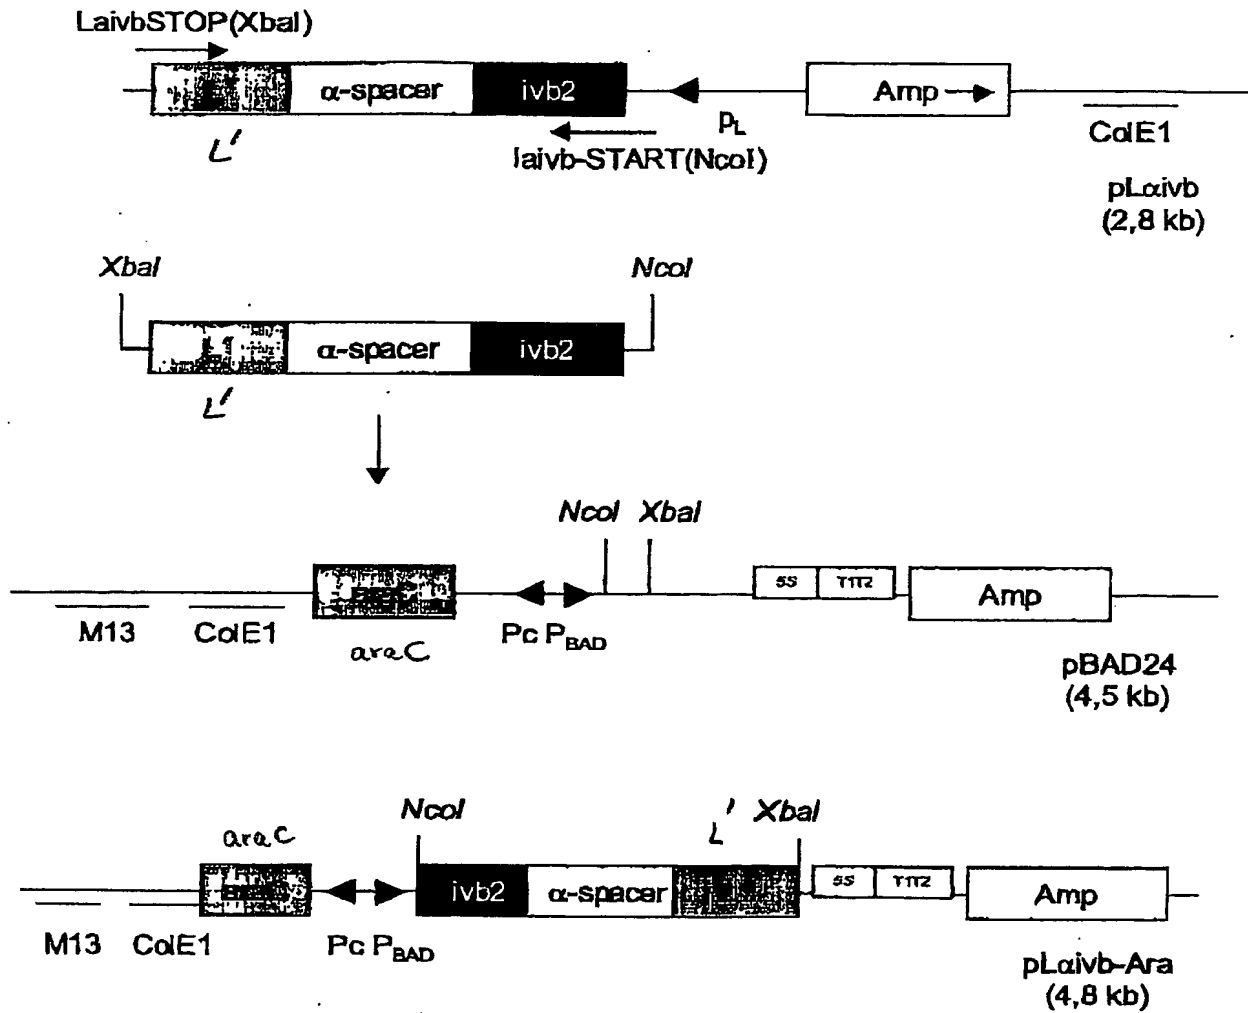 LaivbSTOP(XbaI)
α-spacer ivb2 Amp
L' pL ColE1
laivb-START(NcoI)
pLαivb
(2,8 kb)
XbaI NcoI
α-spacer ivb2
L'
NcoI XbaI
5S T1T2 Amp
M13 ColE1 araC Pc PBAD
pBAD24
(4,5 kb)
araC NcoI L' XbaI
ivb2 α-spacer 5S T1T2 Amp
M13 ColE1 Pc PBAD
pLαivb-Ara
(4,8 kb)